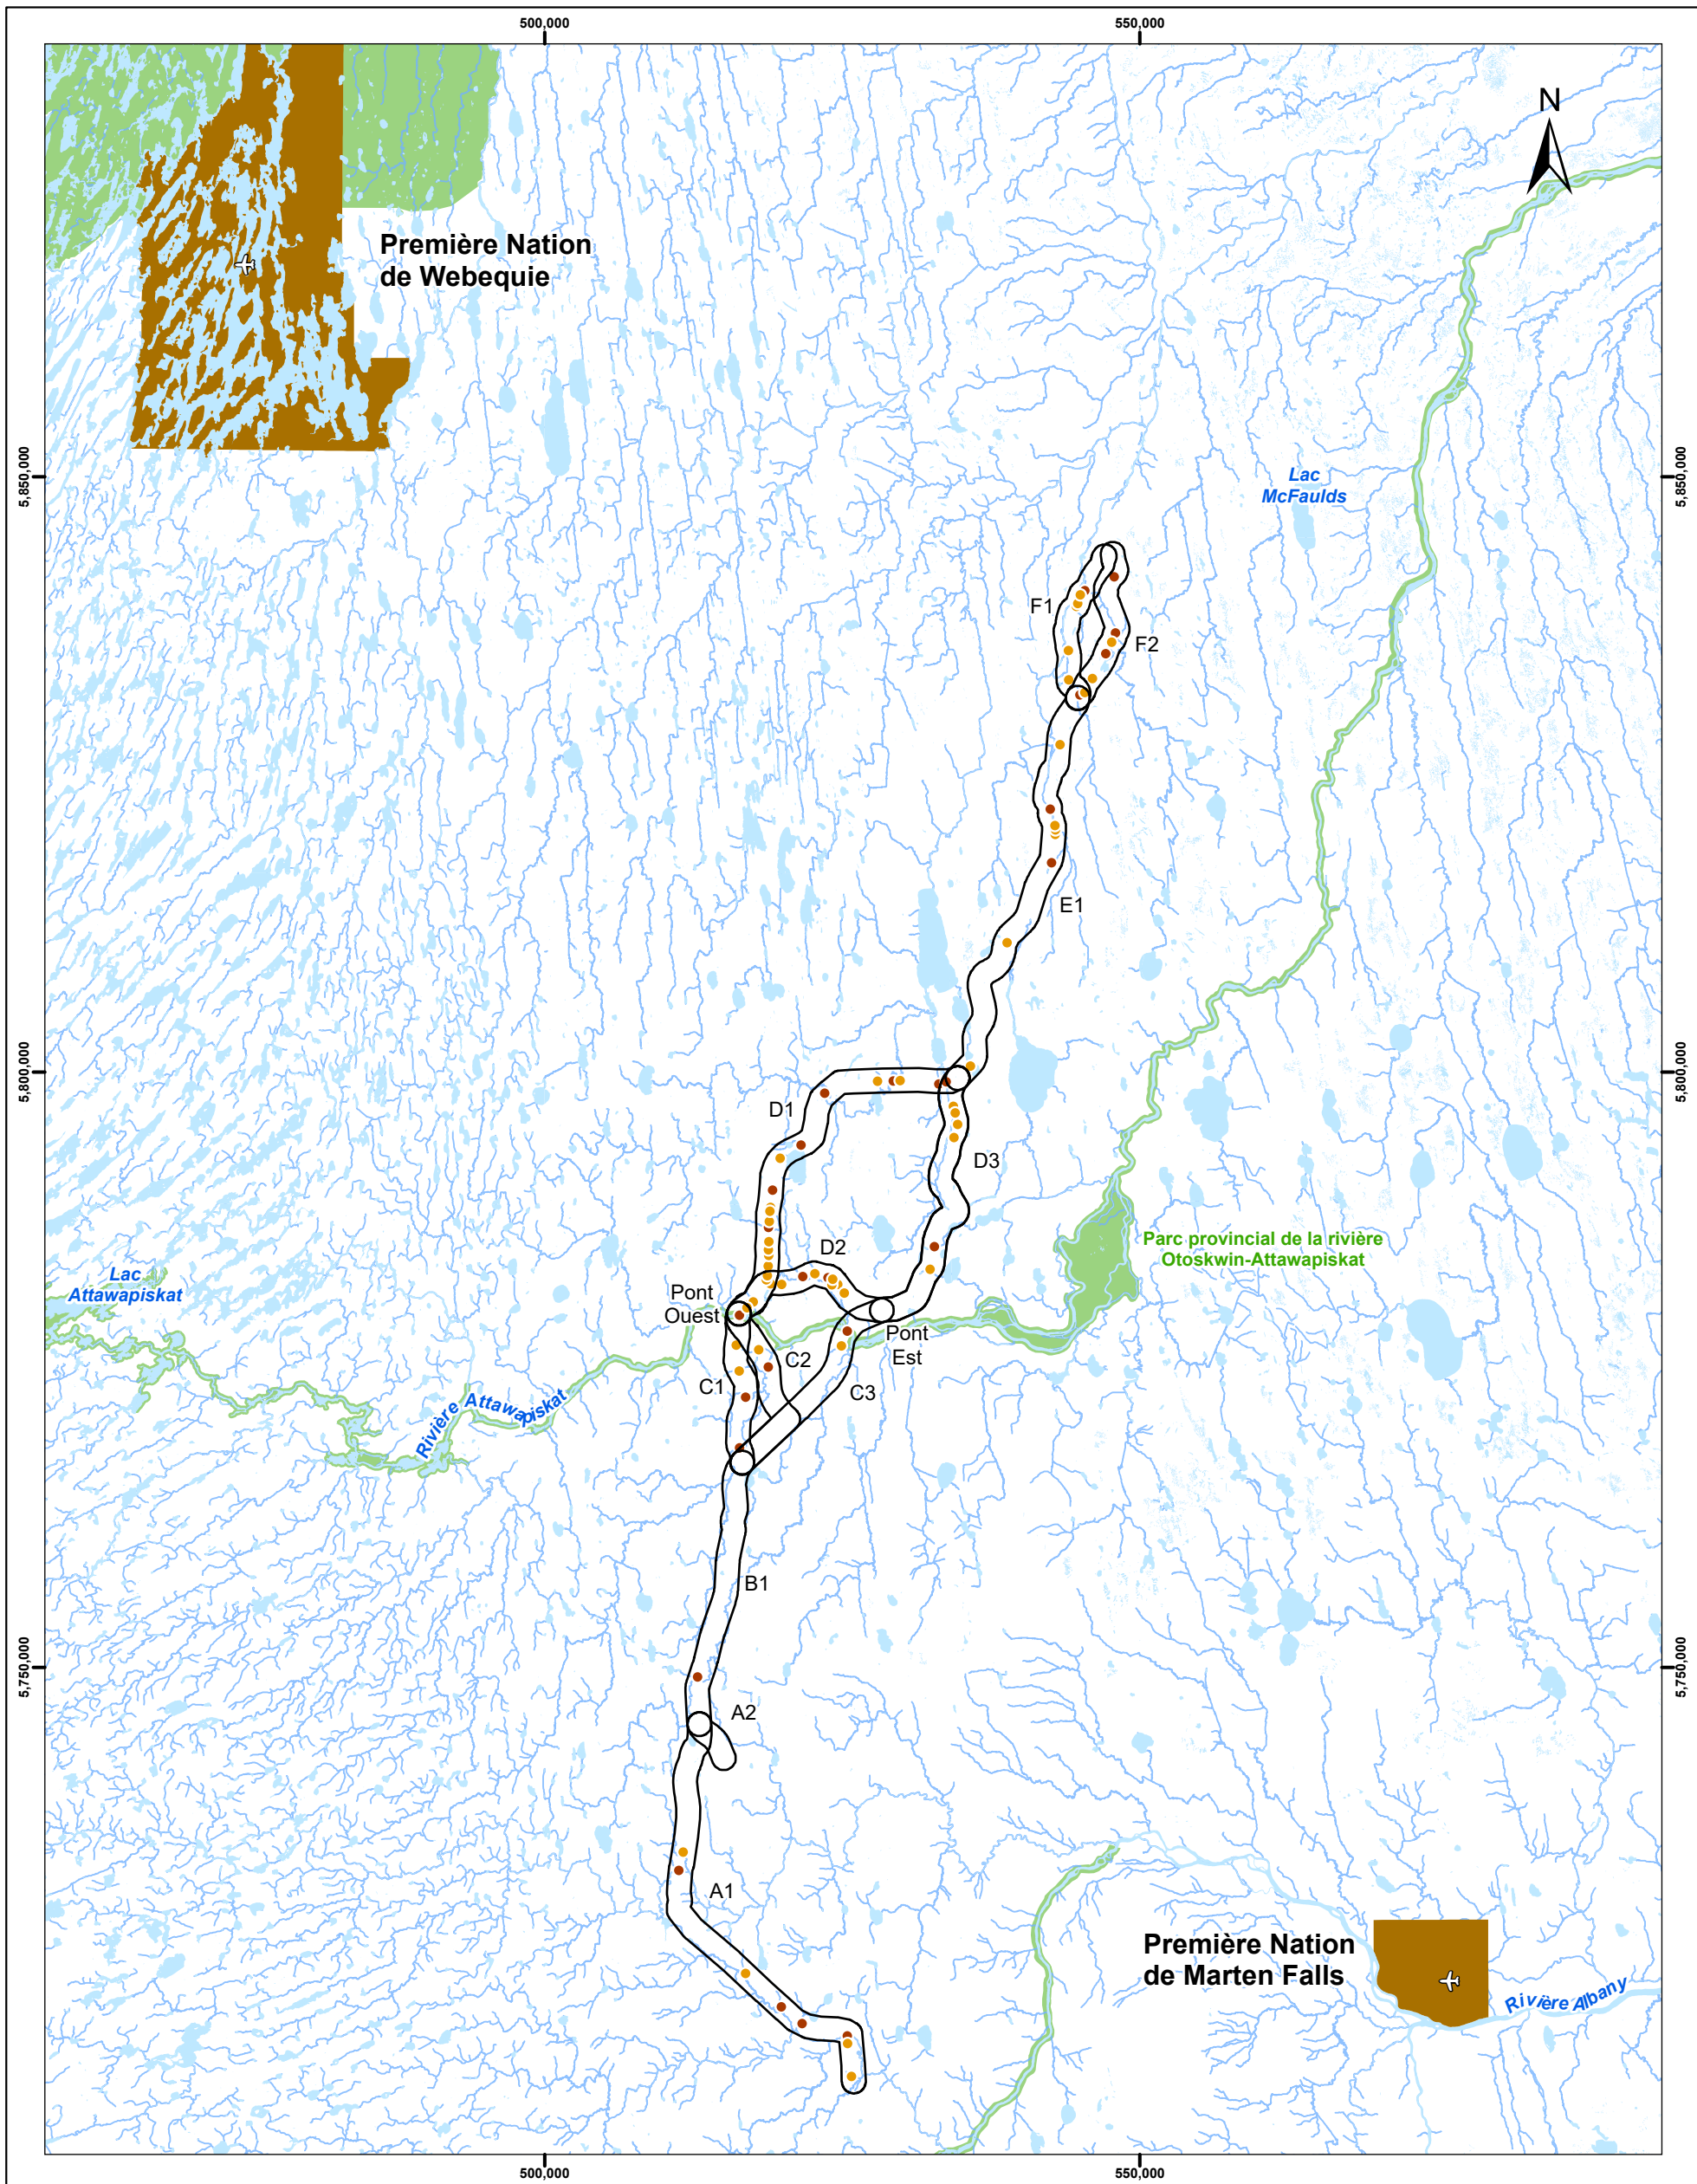 500,000
550,000
N
Première Nation
de Webequie
5,850,000
5,850,000
Lac
McFaulds
F1
F2
E1
5,800,000
5,800,000
D1
D3
D2
Parc provincial de la rivière
Otoskwin-Attawapiskat
Lac
Attawapiskat
Pont
Ouest
Pont
Est
C2
C1
C3
Rivière Attawapiskat
B1
5,750,000
5,750,000
A2
A1
Première Nation
de Marten Falls
Rivière Albany
500,000
550,000